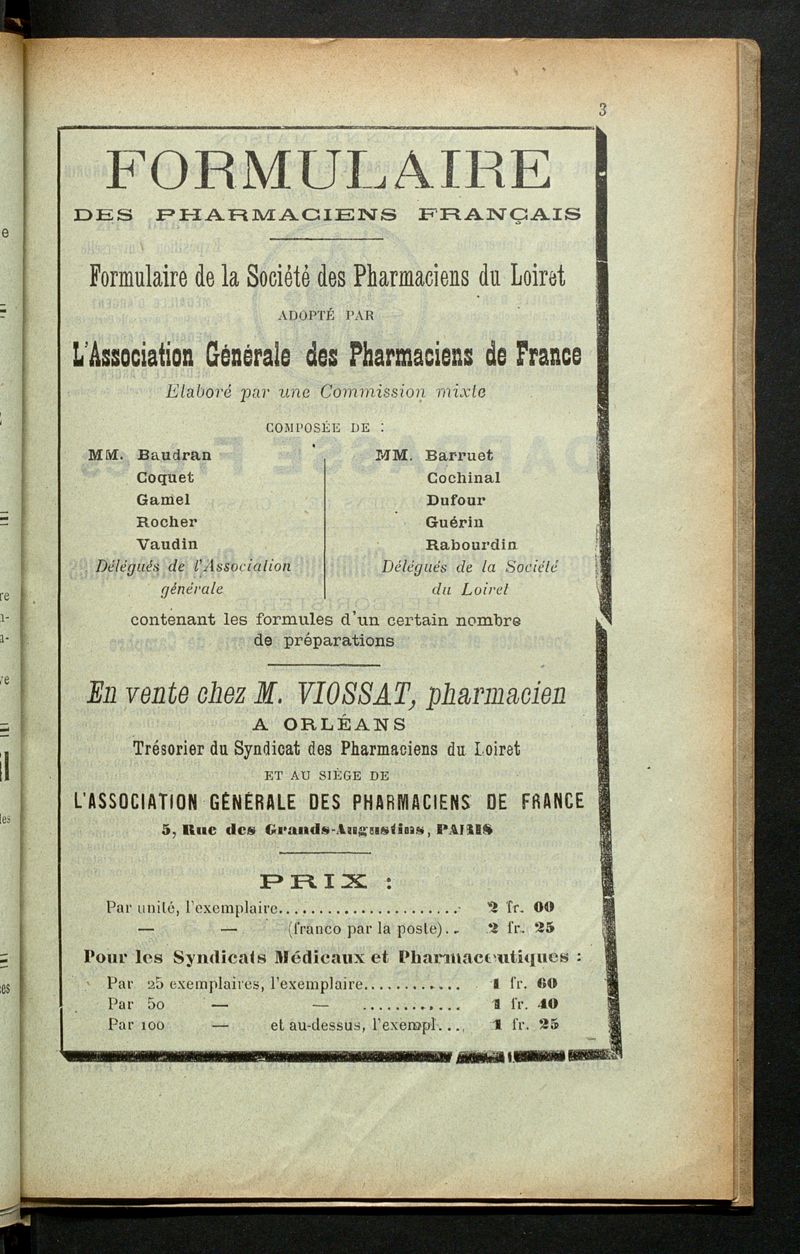 3
FORMULAIRE
DES PHARMACIENS FRANÇAIS
Formulaire de la Société des Pharmaciens du Loiret
ADOPTÉ PAR
L'Association Générale des Pharmaciens de France
Elaboré par une Commission mixte
COMPOSÉE DE :
MM. Baudran
Coquet
Gamel
Rocher
Vaudin
Délégués de l'Association
générale
MM. Barruet
Cochinal
Dufour
Guérin
Rabourdin
Délégués de la Société
du Loiret
contenant les formules d'un certain nombre
de préparations
En vente chez M. VIOSSAT, pharmacien
A ORLÉANS
Trésorier du Syndicat des Pharmaciens du Loiret
ET AU SIÈGE DE
L'ASSOCIATION GÉNÉRALE DES PHARMACIENS DE FRANCE
5, Rue des Grands-Augustins, PARIS
PRIX :
Par unité, l'exemplaire....................... 2 fr. 00
— — (franco par la poste)... 2 fr. 25
Pour les Syndicats Médicaux et Pharmaceutiques :
Par 25 exemplaires, l'exemplaire............ 1 fr. 60
Par 50 — — ............ 1 fr. 40
Par 100 — et au-dessus, l'exempl.... 1 fr. 25